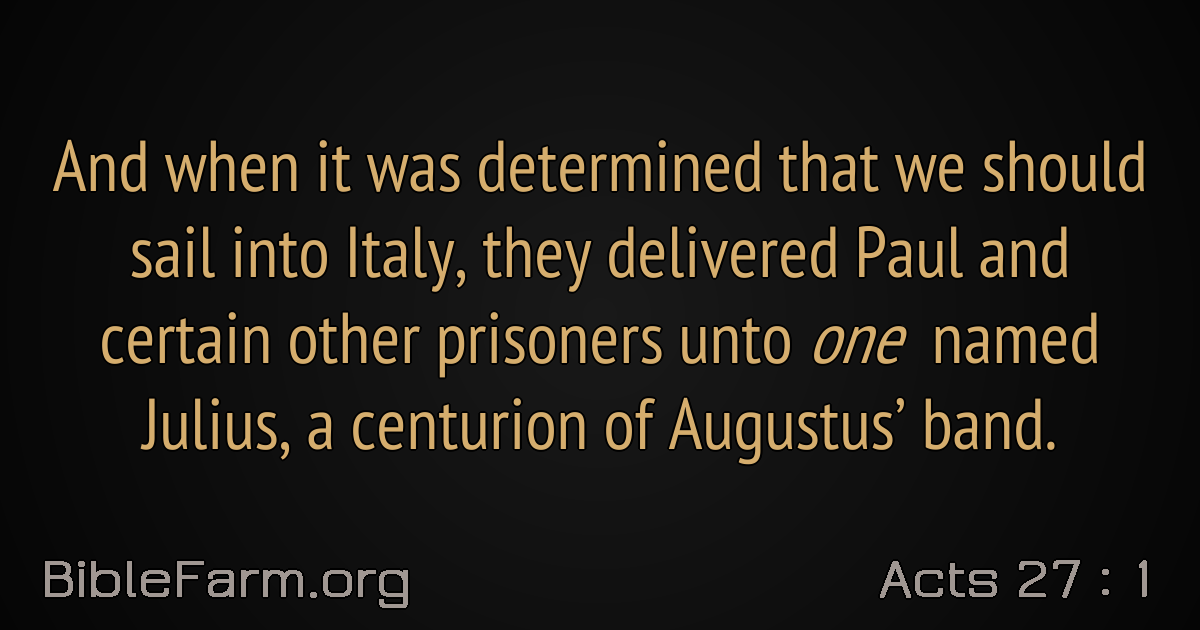 And when it was determined that we should
sail into Italy, they delivered Paul and
certain other prisoners unto one named
Julius, a centurion of Augustus’ band.
BibleFarm.org
Acts 27 : 1